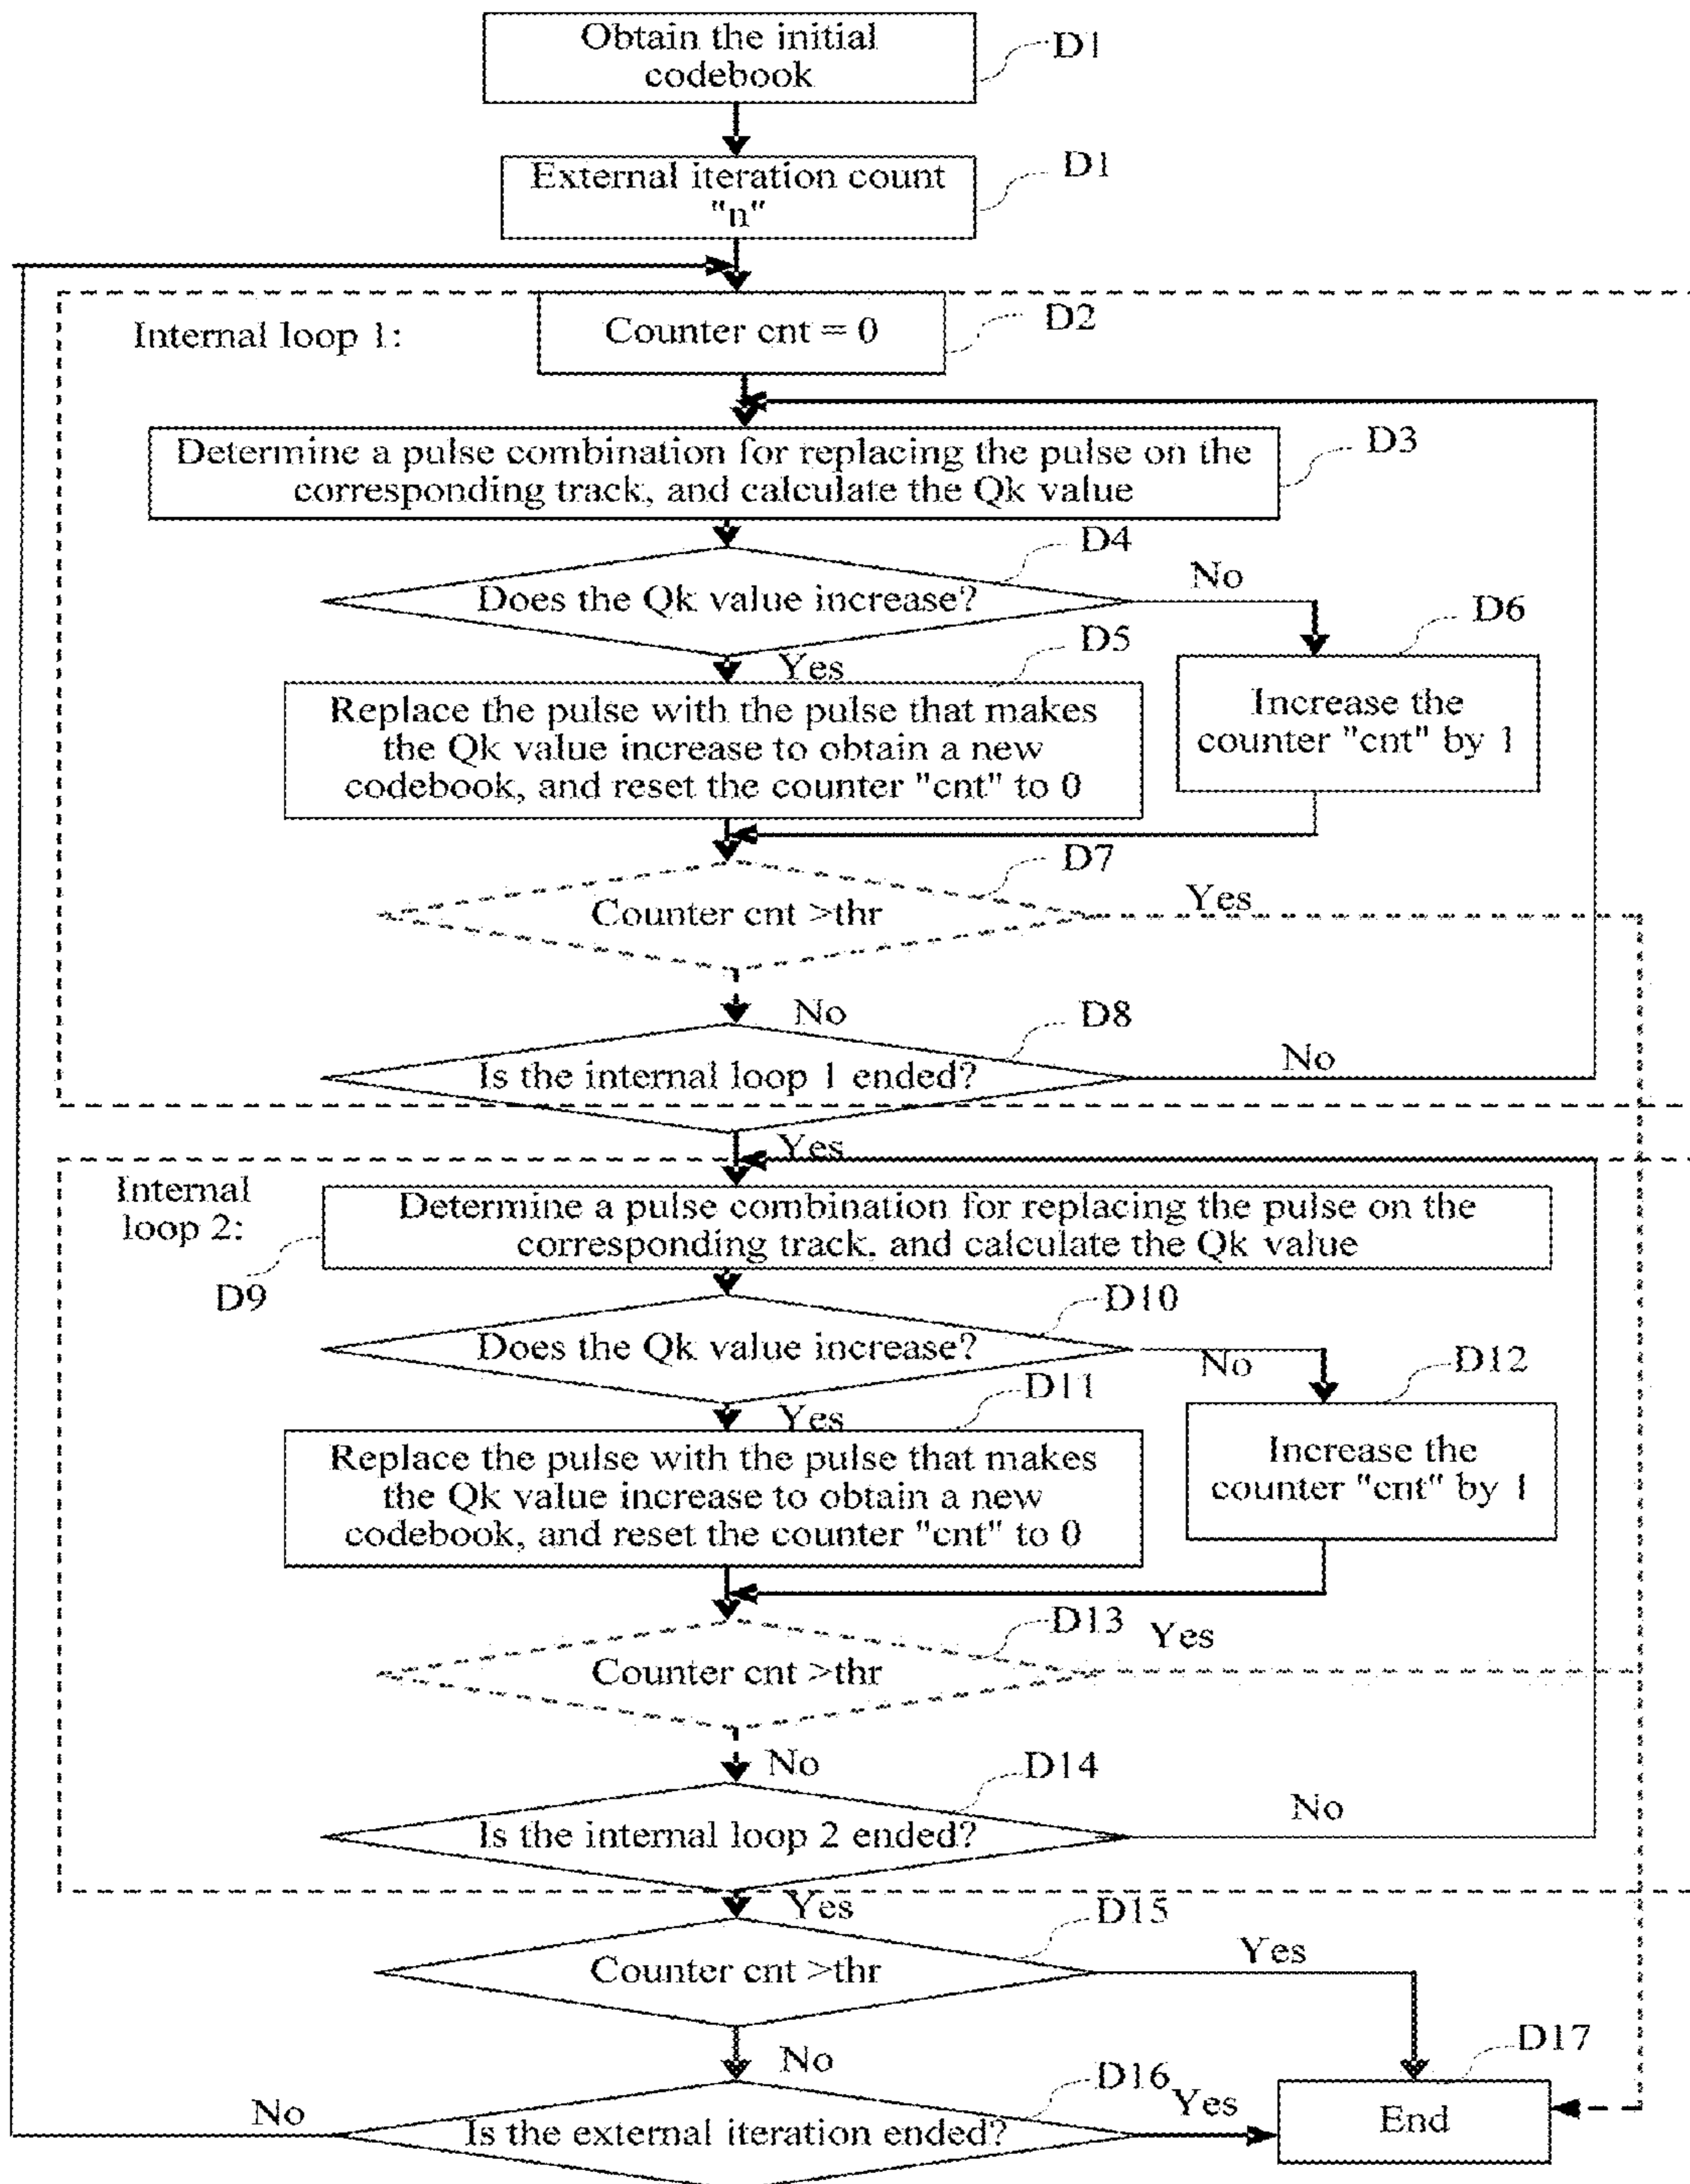 Obtain the initial
codebook
D1
External iteration count
"n"
D1
Internal loop 1:
Counter cnt = 0
D2
Determine a pulse combination for replacing the pulse on the
corresponding track, and calculate the Qk value
D3
Does the Qk value increase?
D4
No
Yes
D5
D6
Replace the pulse with the pulse that makes
the Qk value increase to obtain a new
codebook, and reset the counter "cnt" to 0
Increase the
counter "cnt" by 1
D7
Counter cnt >thr
Yes
No
D8
Is the internal loop 1 ended?
No
Yes
Internal
loop 2:
Determine a pulse combination for replacing the pulse on the
corresponding track, and calculate the Qk value
D9
D10
Does the Qk value increase?
No
D12
D11
Yes
Replace the pulse with the pulse that makes
the Qk value increase to obtain a new
codebook, and reset the counter "cnt" to 0
Increase the
counter "cnt" by 1
D13
Yes
Counter cnt >thr
No
D14
Is the internal loop 2 ended?
No
Yes
D15
Counter cnt >thr
Yes
No
D17
D16
Is the external iteration ended?
No
Yes
End